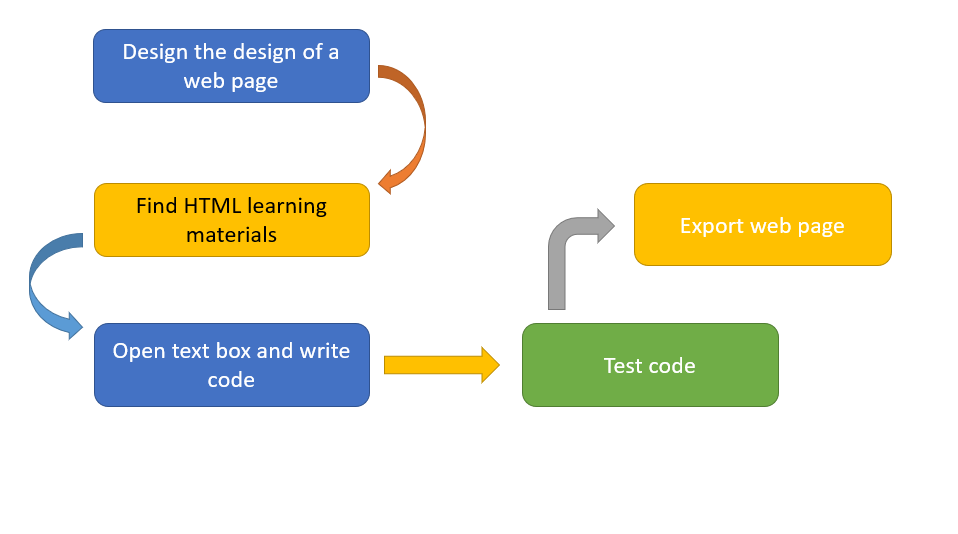 Design the design of a
web page
Find HTML learning
materials
Export web page
Open text box and write
code
Test code